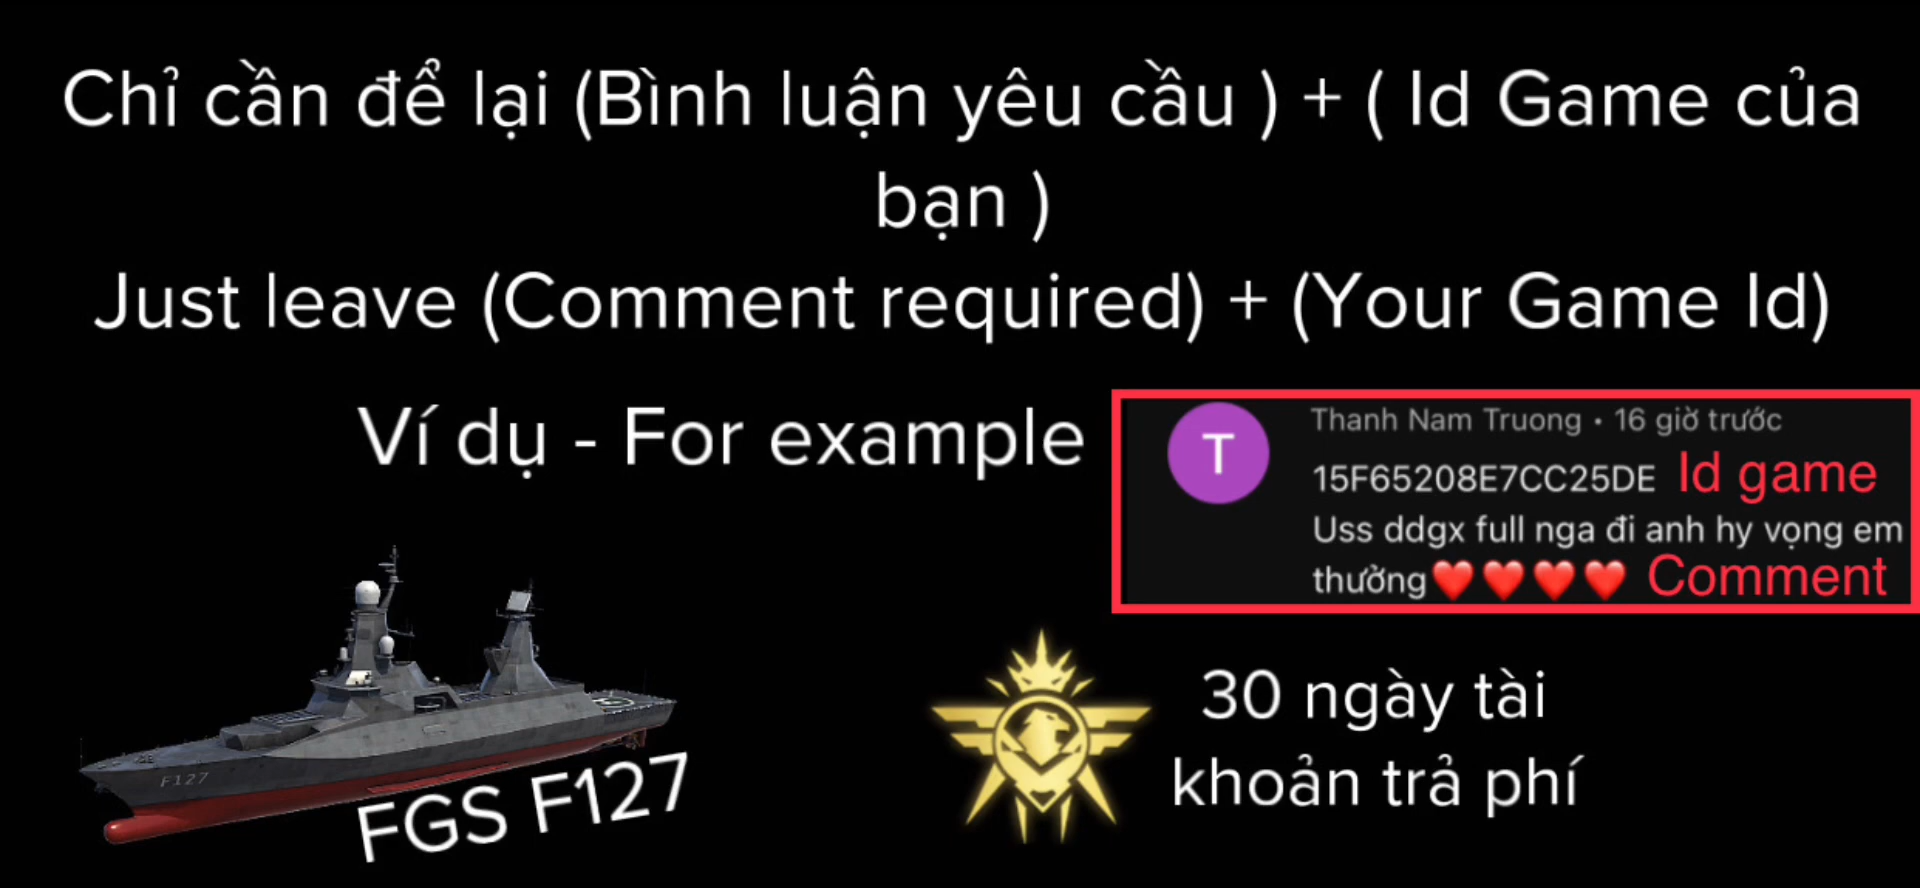 Chỉ cần để lại (Bình luận yêu cầu ) + ( Id Game của
bạn )
Just leave (Comment required) + (Your Game Id)
Ví dụ - For example
Thanh Nam Truong • 16 giờ trước
T
15F65208E7CC25DE Id game
Uss ddgx full nga đi anh hy vọng em
thưởng❤️❤️❤️❤️ Comment
F127
FGS F127
30 ngày tài
khoản trả phí